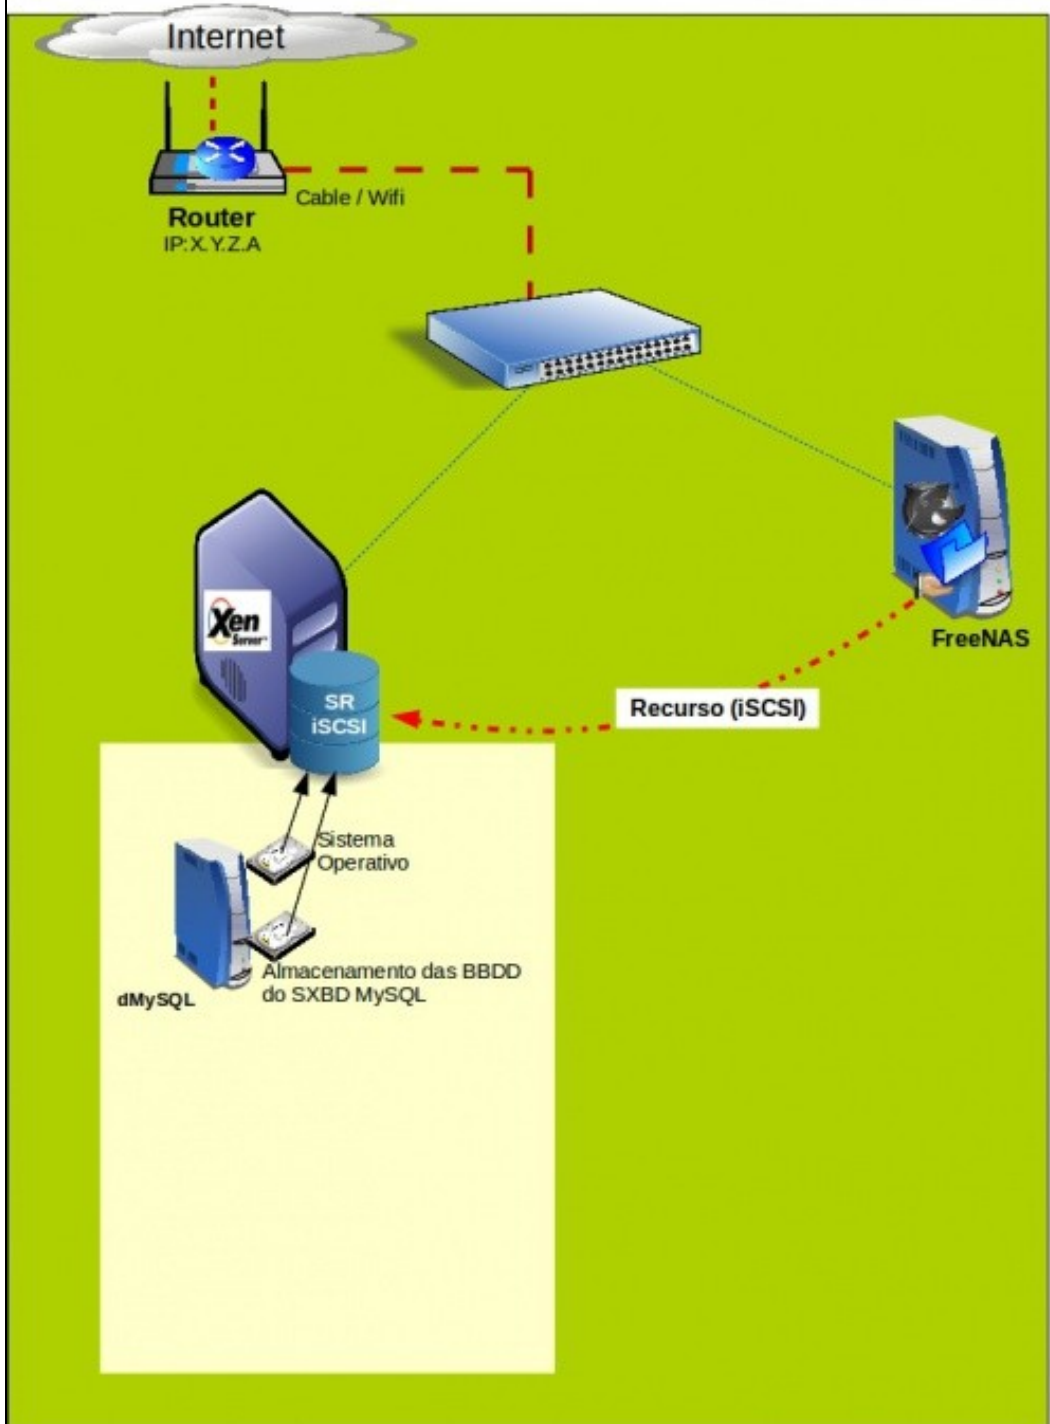 Internet
Cable / Wifi
Router
IP:X.Y.Z.A
Xen
Server™
FreeNAS
SR
iSCSI
Recurso (iSCSI)
Sistema
Operativo
Almacenamento das BBDD
do SXBD MySQL
dMySQL